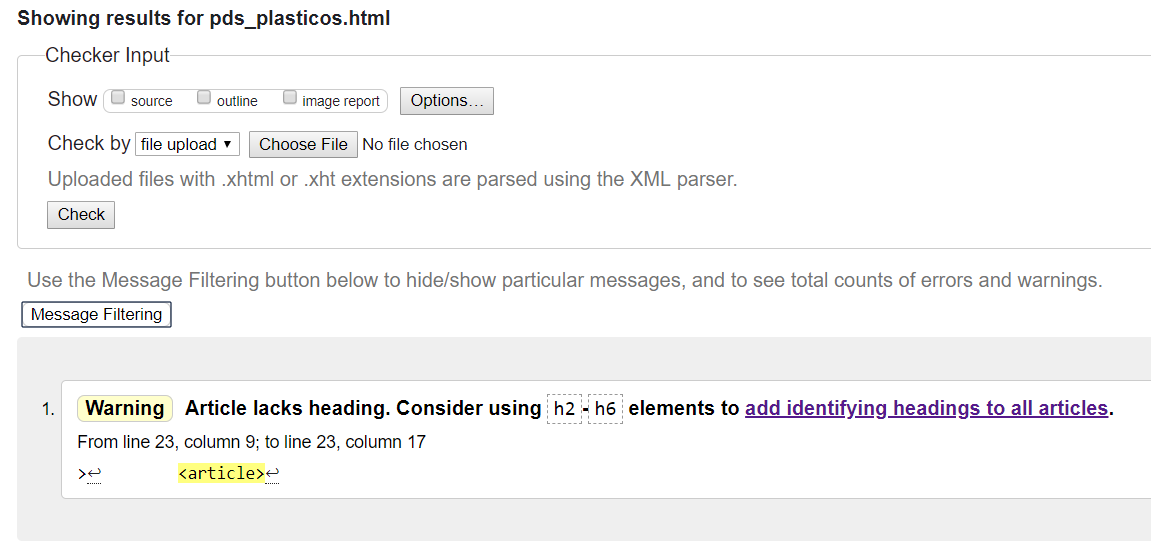 Showing results for pds_plasticos.html
Checker Input
Show source outline image report Options...
Check by file upload ▼ Choose File No file chosen
Uploaded files with .xhtml or .xht extensions are parsed using the XML parser.
Check
Use the Message Filtering button below to hide/show particular messages, and to see total counts of errors and warnings.
Message Filtering
1. Warning Article lacks heading. Consider using h2-h6 elements to add identifying headings to all articles.
From line 23, column 9; to line 23, column 17
>↩ <article>↩